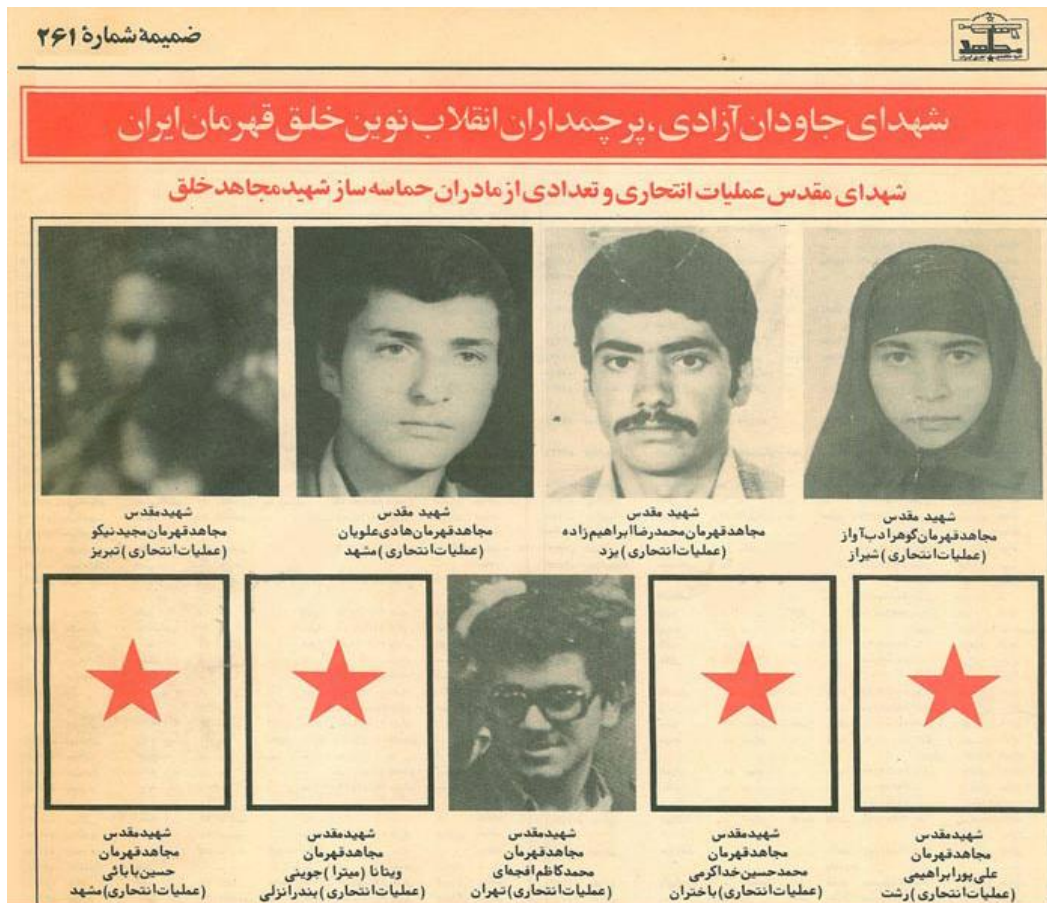 ضمیمهٔ شمارهٔ ۲۶۱
مجاهد
شهدای جاودان آزادی، پرچمداران انقلاب نوین خلق قهرمان ایران
شهدای مقدس عملیات انتحاری و تعدادی از مادران حماسه ساز شهید مجاهد خلق
شهید مقدس
مجاهد قهرمان گوهر ادب آواز
(عملیات انتحاری) شیراز
شهید مقدس
مجاهد قهرمان محمدرضا ابراهیم زاده
(عملیات انتحاری) یزد
شهید مقدس
مجاهد قهرمان هادی علویان
(عملیات انتحاری) مشهد
شهید مقدس
مجاهد قهرمان مجید نیکو
(عملیات انتحاری) تبریز
شهید مقدس
مجاهد قهرمان
علی پور ابراهیمی
(عملیات انتحاری) رشت
شهید مقدس
مجاهد قهرمان
محمدحسین خداکرمی
(عملیات انتحاری) باختران
شهید مقدس
مجاهد قهرمان
محمدکاظم افجه‌ای
(عملیات انتحاری) تهران
شهید مقدس
مجاهد قهرمان
ویتانا (میترا) جوینی
(عملیات انتحاری) بندرانزلی
شهید مقدس
مجاهد قهرمان
حسین بابائی
(عملیات انتحاری) مشهد